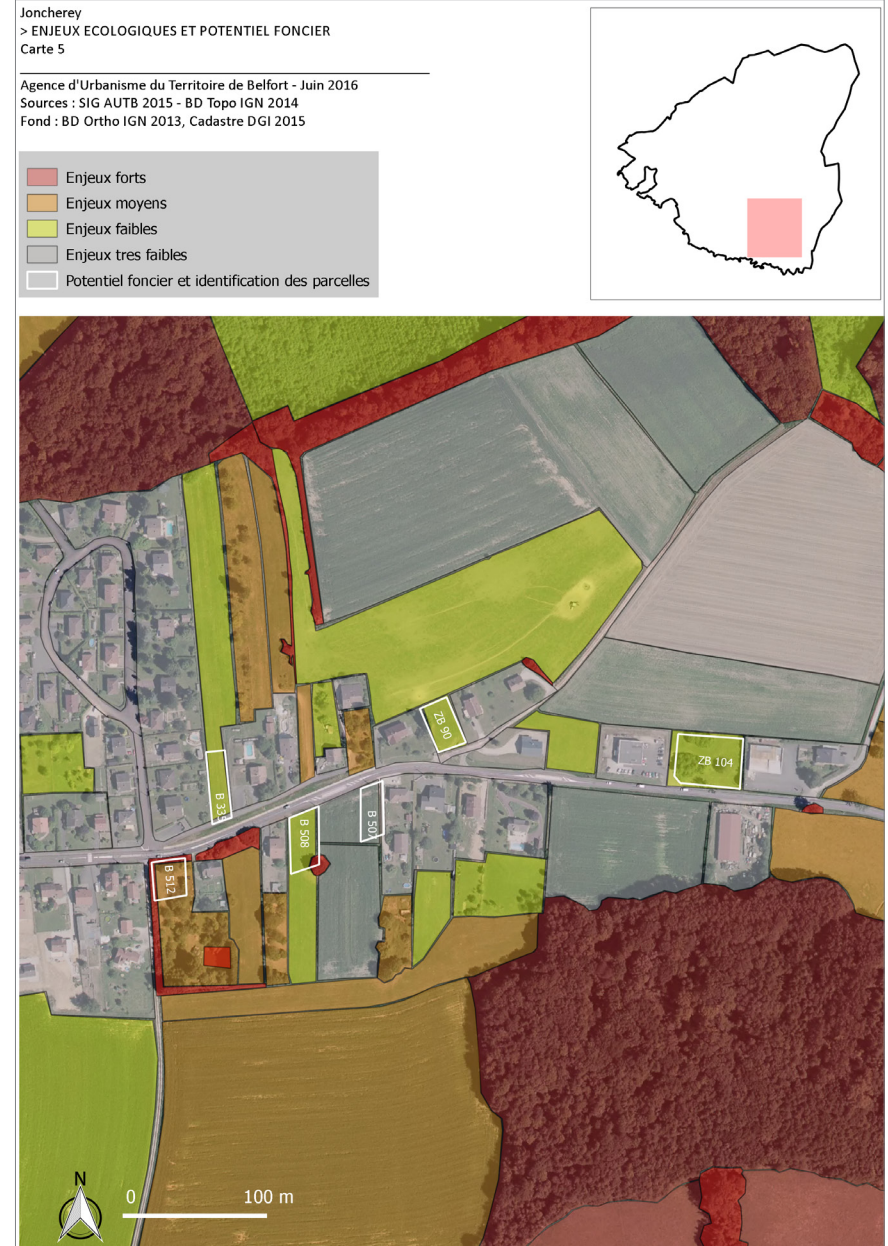 Joncherey
> ENJEUX ECOLOGIQUES ET POTENTIEL FONCIER
Carte 5
Agence d'Urbanisme du Territoire de Belfort - Juin 2016
Sources : SIG AUTB 2015 - BD Topo IGN 2014
Fond : BD Ortho IGN 2013, Cadastre DGI 2015
Enjeux forts
Enjeux moyens
Enjeux faibles
Enjeux tres faibles
Potentiel foncier et identification des parcelles
ZB 90
ZB 104
B 333
B 507
B 508
B 512
N
0
100 m